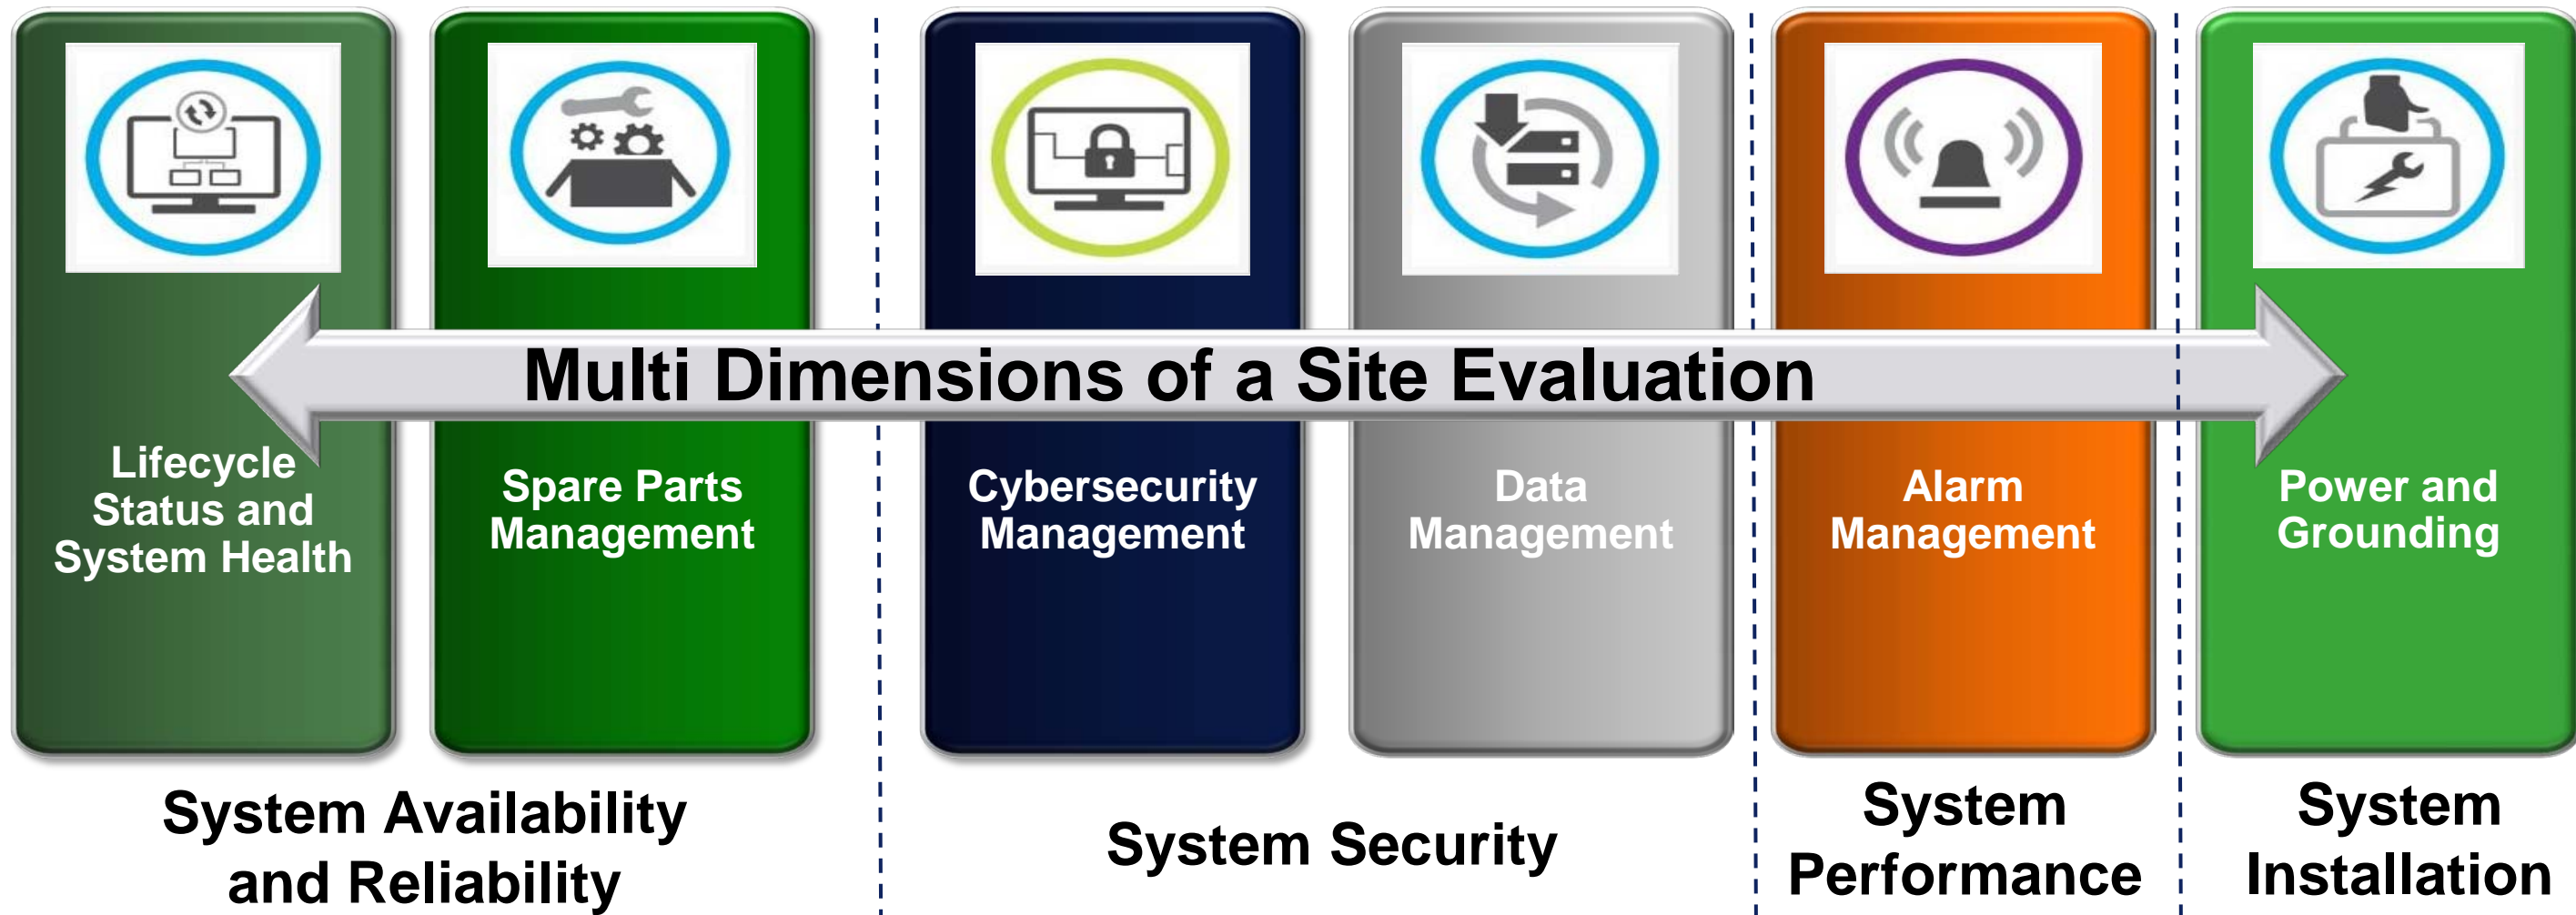 Multi Dimensions of a Site Evaluation
Lifecycle
Status and
System Health
Spare Parts
Management
Cybersecurity
Management
Data
Management
Alarm
Management
Power and
Grounding
System Availability
and Reliability
System Security
System
Performance
System
Installation